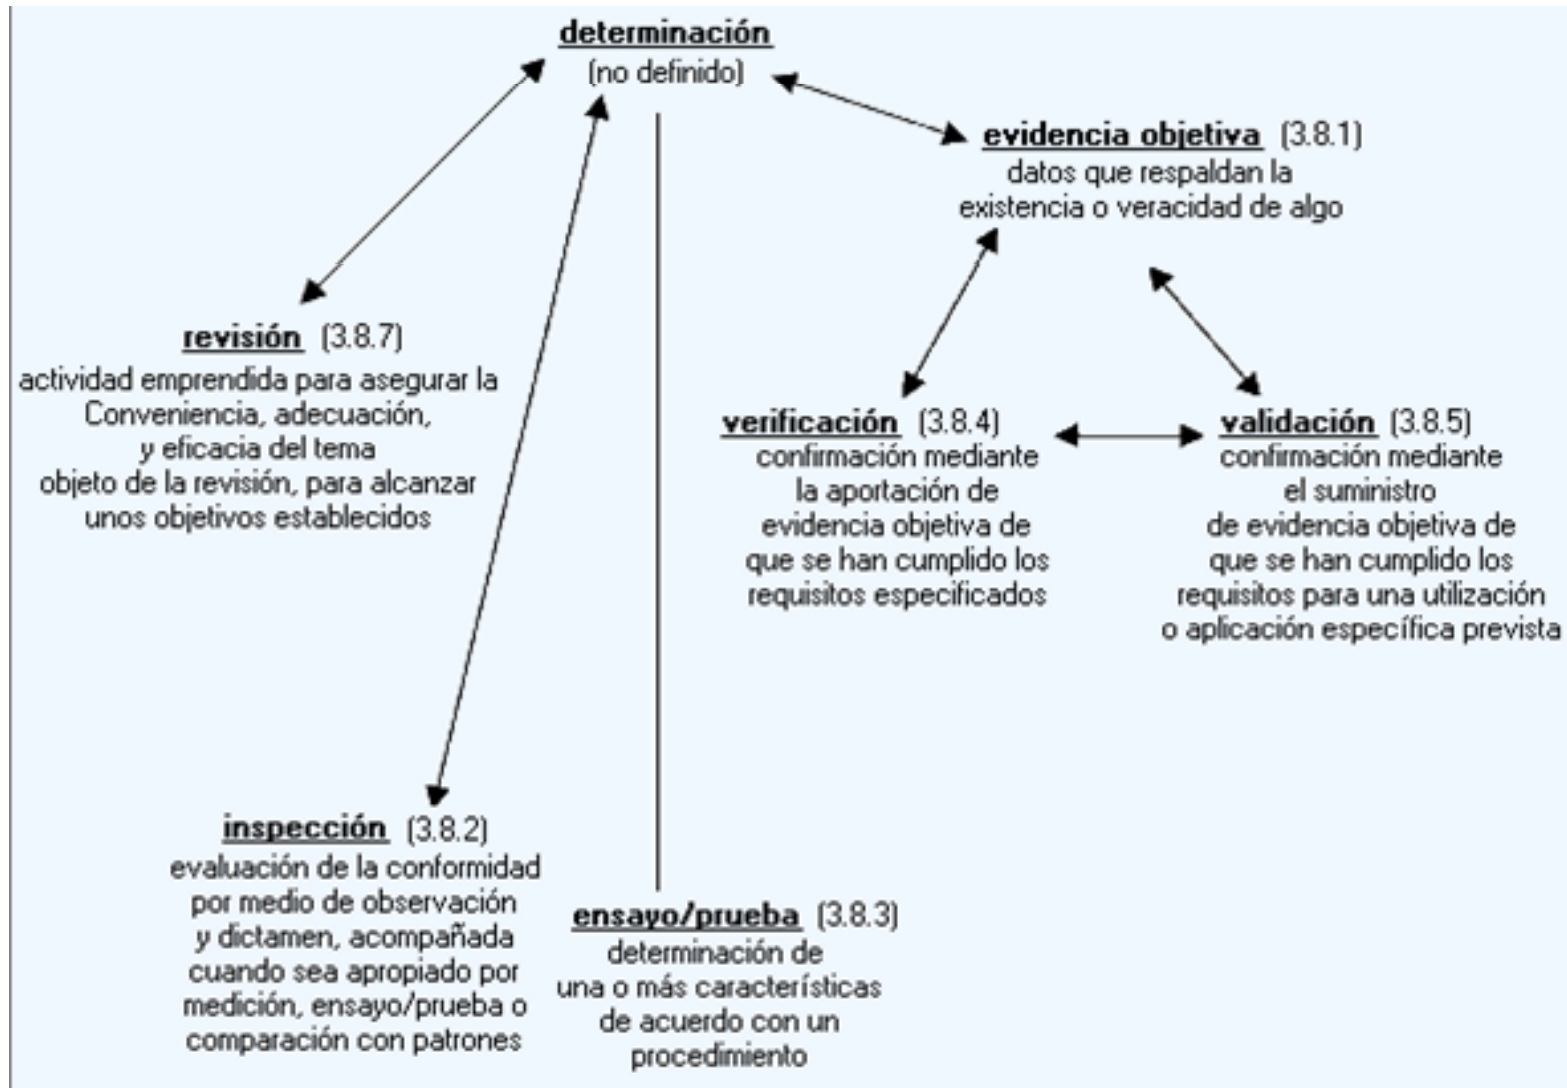 determinación
(no definido)
evidencia objetiva (3.8.1)
datos que respaldan la
existencia o veracidad de algo
revisión (3.8.7)
actividad emprendida para asegurar la
Conveniencia, adecuación,
y eficacia del tema
objeto de la revisión, para alcanzar
unos objetivos establecidos
verificación (3.8.4)
confirmación mediante
la aportación de
evidencia objetiva de
que se han cumplido los
requisitos especificados
validación (3.8.5)
confirmación mediante
el suministro
de evidencia objetiva de
que se han cumplido los
requisitos para una utilización
o aplicación específica prevista
inspección (3.8.2)
evaluación de la conformidad
por medio de observación
y dictamen, acompañada
cuando sea apropiado por
medición, ensayo/prueba o
comparación con patrones
ensayo/prueba (3.8.3)
determinación de
una o más características
de acuerdo con un
procedimiento